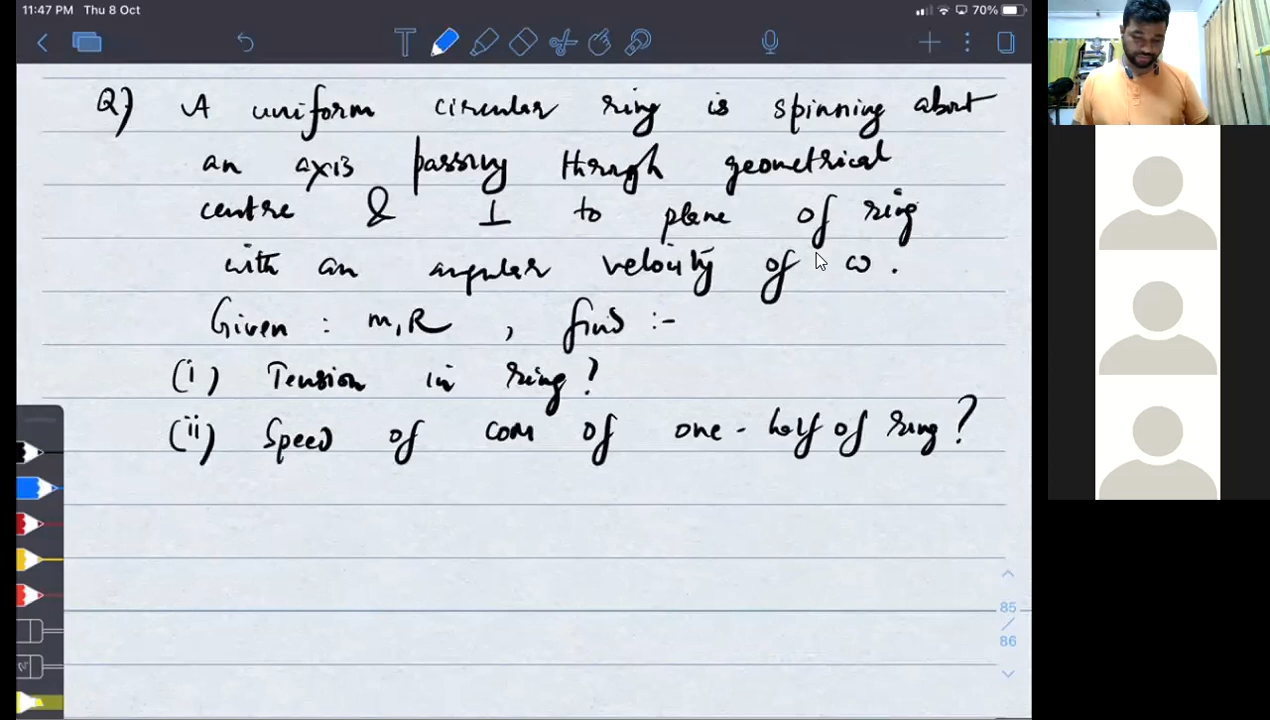 11:47 PM Thu 8 Oct
70%
Q) A uniform circular ring is spinning about
an axis passing through geometrical
centre & ⊥ to plane of ring
with an angular velocity of ω.
Given : m, R , find :-
(i) Tension in ring?
(ii) Speed of com of one-half of ring?
85
/
86